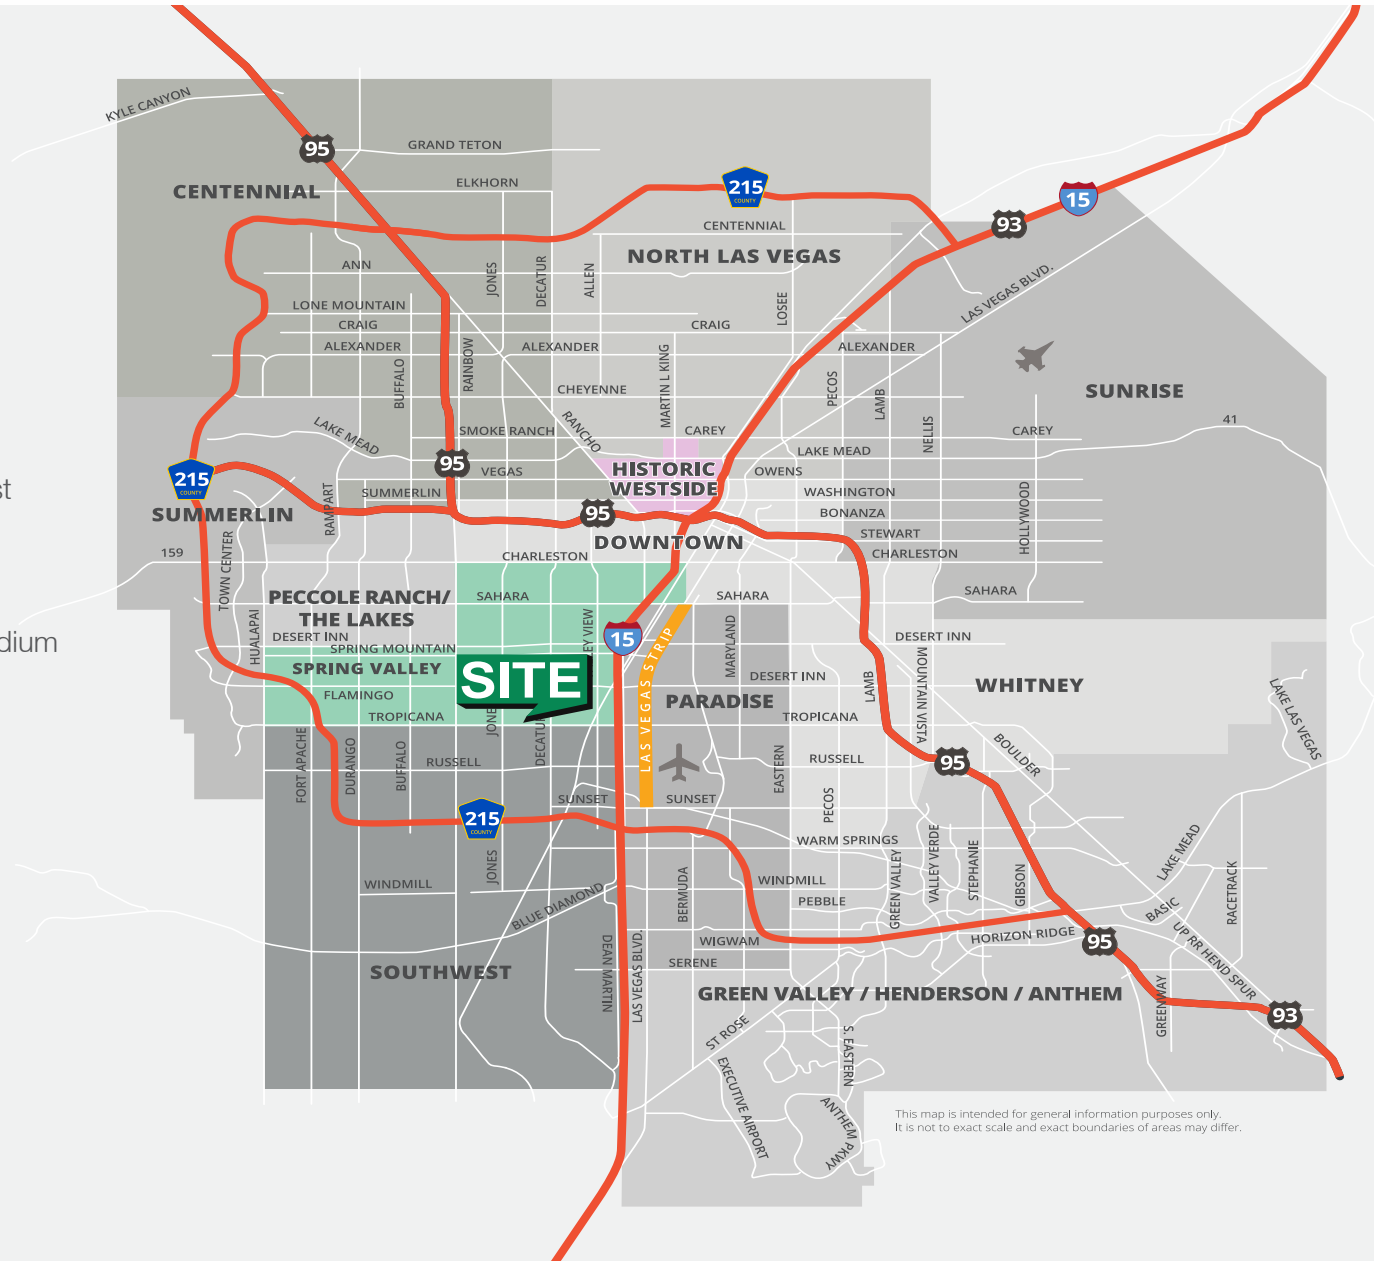 KYLE CANYON
95
GRAND TETON
CENTENNIAL
ELKHORN
215
COUNTY
15
93
CENTENNIAL
NORTH LAS VEGAS
ANN
JONES
DECATUR
ALLEN
LOSEE
LAS VEGAS BLVD.
LONE MOUNTAIN
CRAIG
CRAIG
ALEXANDER
ALEXANDER
ALEXANDER
BUFFALO
RAINBOW
MARTIN L KING
PECOS
LAMB
SUNRISE
CHEYENNE
NELLIS
LAKE MEAD
SMOKE RANCH
RANCHO
CAREY
CAREY
41
95
VEGAS
HISTORIC
WESTSIDE
LAKE MEAD
OWENS
215
COUNTY
st
SUMMERLIN
SUMMERLIN
RAMPART
95
WASHINGTON
BONANZA
HOLLYWOOD
DOWNTOWN
STEWART
159
TOWN CENTER
CHARLESTON
CHARLESTON
PECCOLE RANCH/
THE LAKES
SAHARA
SAHARA
SAHARA
HUALAPAI
DESERT INN
EY VIEW
15
MARYLAND
DESERT INN
dium
SPRING MOUNTAIN
SPRING VALLEY
SITE
LAS VEGAS STRIP
DESERT INN
LAMB
MOUNTAIN VISTA
WHITNEY
FLAMINGO
PARADISE
LAKE LAS VEGAS
TROPICANA
JONE
DECATUR
TROPICANA
FORT APACHE
DURANGO
BUFFALO
RUSSELL
EASTERN
RUSSELL
95
BOULDER
SUNSET
SUNSET
PECOS
215
COUNTY
WARM SPRINGS
GREEN VALLEY
VALLEY VERDE
STEPHANIE
GIBSON
LAKE MEAD
RACETRACK
JONES
WINDMILL
BLUE DIAMOND
BERMUDA
WINDMILL
PEBBLE
BASIC
DEAN MARTIN
LAS VEGAS BLVD.
WIGWAM
HORIZON RIDGE
95
UP RR HEND SPUR
SOUTHWEST
SERENE
GREEN VALLEY / HENDERSON / ANTHEM
GREENWAY
93
ST ROSE
S. EASTERN
EXECUTIVE AIRPORT
ANTHEM PKWY
This map is intended for general information purposes only.
It is not to exact scale and exact boundaries of areas may differ.